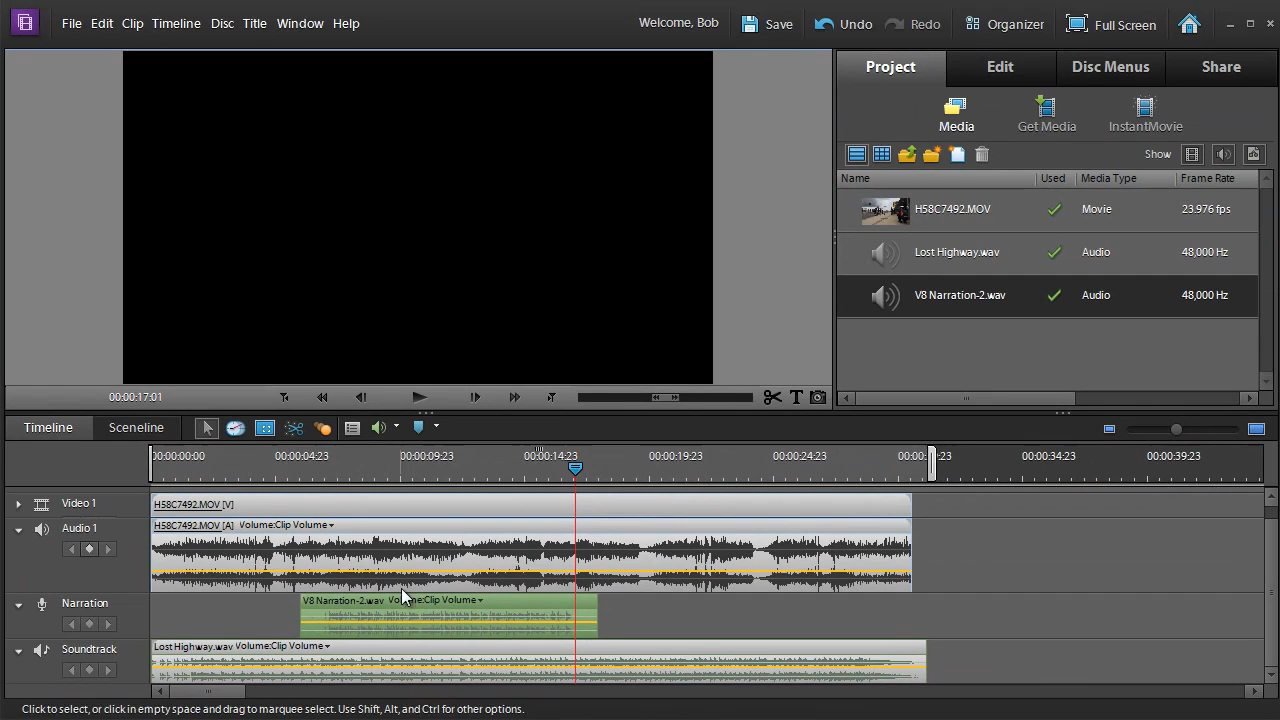 File Edit Clip Timeline Disc Title Window Help Welcome, Bob Save Undo Redo Organizer Full Screen
Project Edit Disc Menus Share
Media Get Media InstantMovie
Show
Name Used Media Type Frame Rate
H58C7492.MOV Movie 23.976 fps
Lost Highway.wav Audio 48,000 Hz
V8 Narration-2.wav Audio 48,000 Hz
00:00:17:01
Timeline Sceneline
00:00:00:00 00:00:04:23 00:00:09:23 00:00:14:23 00:00:19:23 00:00:24:23 00:00: :23 00:00:34:23 00:00:39:23
Video 1 H58C7492.MOV [V]
Audio 1 H58C7492.MOV [A] Volume:Clip Volume
Narration V8 Narration-2.wav Volume:Clip Volume
Soundtrack Lost Highway.wav Volume:Clip Volume
Click to select, or click in empty space and drag to marquee select. Use Shift, Alt, and Ctrl for other options.